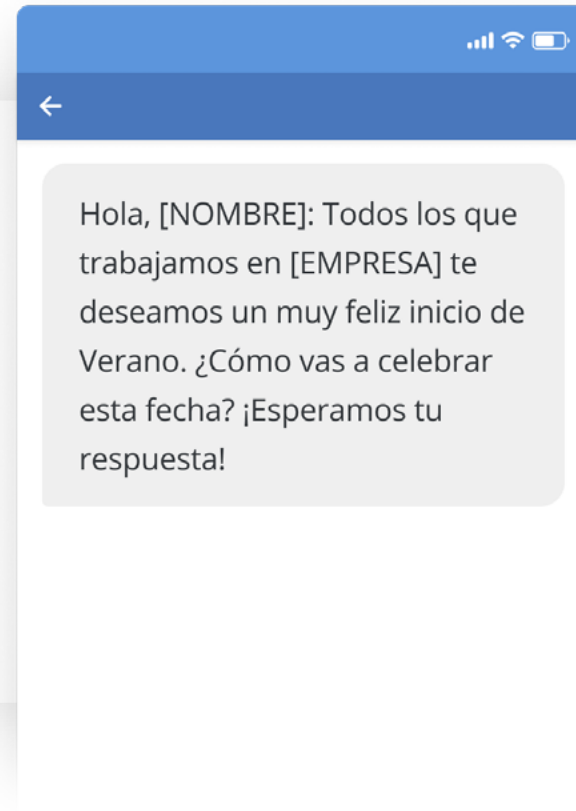 Hola, [NOMBRE]: Todos los que
trabajamos en [EMPRESA] te
deseamos un muy feliz inicio de
Verano. ¿Cómo vas a celebrar
esta fecha? ¡Esperamos tu
respuesta!